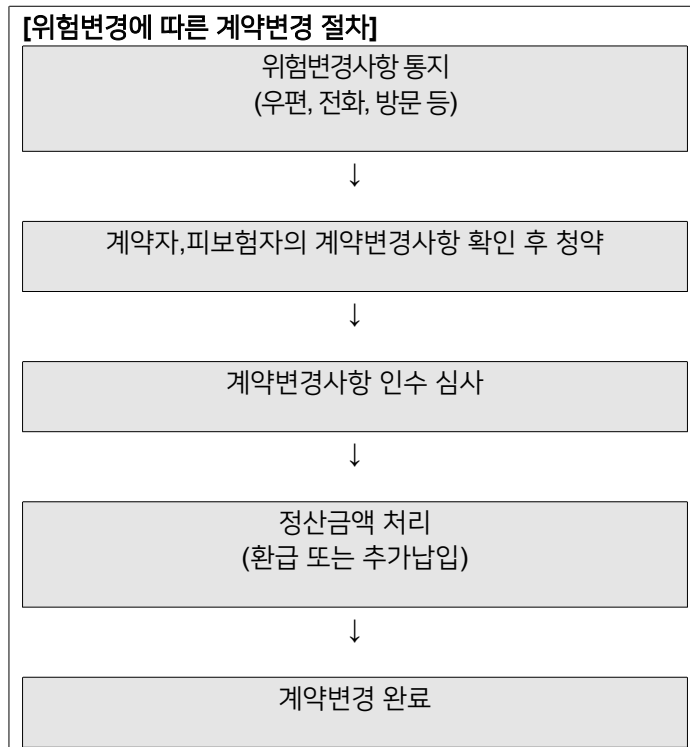 [위험변경에 따른 계약변경 절차]
위험변경사항 통지
(우편, 전화, 방문 등)
↓
계약자,피보험자의 계약변경사항 확인 후 청약
↓
계약변경사항 인수 심사
↓
정산금액 처리
(환급 또는 추가납입)
↓
계약변경 완료